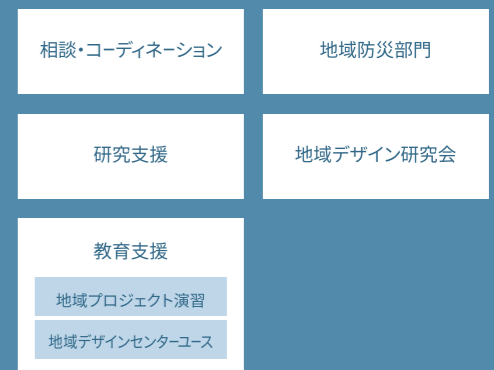 相談・コーディネーション
地域防災部門
研究支援
地域デザイン研究会
教育支援
地域プロジェクト演習
地域デザインセンターユース